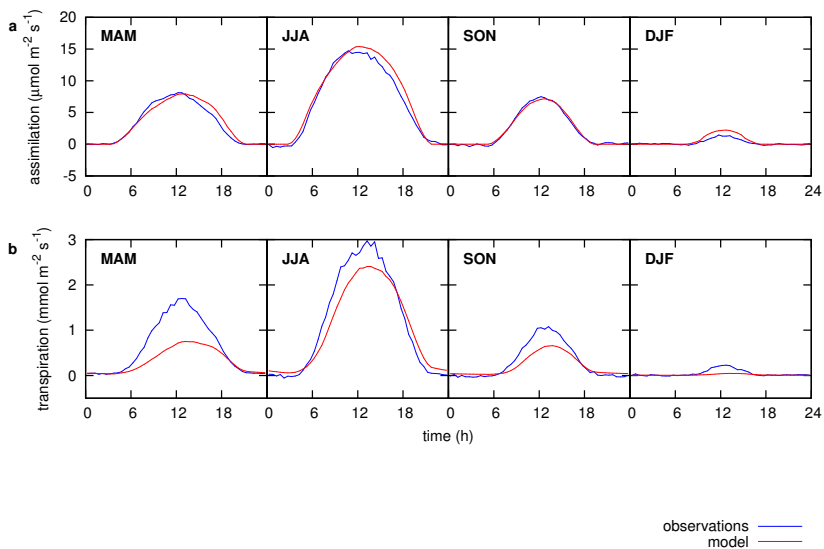 a
MAM JJA SON DJF
assimilation (μmol m-2 s-1)
20
15
10
5
0
-5
0 6 12 18 0 6 12 18 0 6 12 18 0 6 12 18 24
b
MAM JJA SON DJF
transpiration (mmol m-2 s-1)
3
2
1
0
0 6 12 18 0 6 12 18 0 6 12 18 0 6 12 18 24
time (h)
observations
model